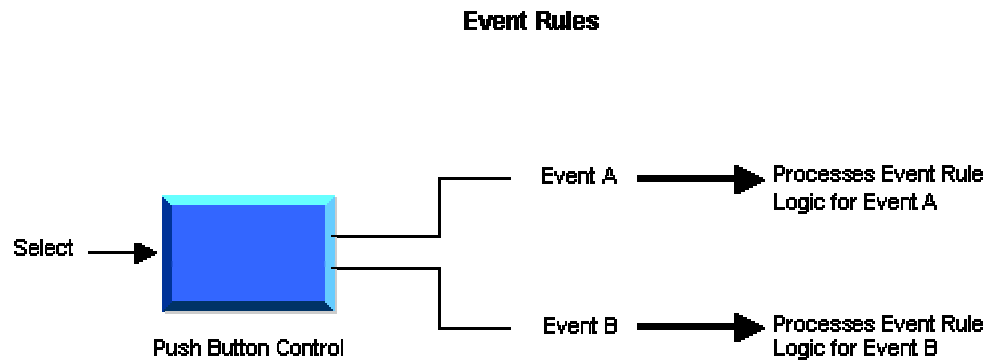 Event Rules
Event A
Processes Event Rule
Logic for Event A
Select
Push Button Control
Event B
Processes Event Rule
Logic for Event B